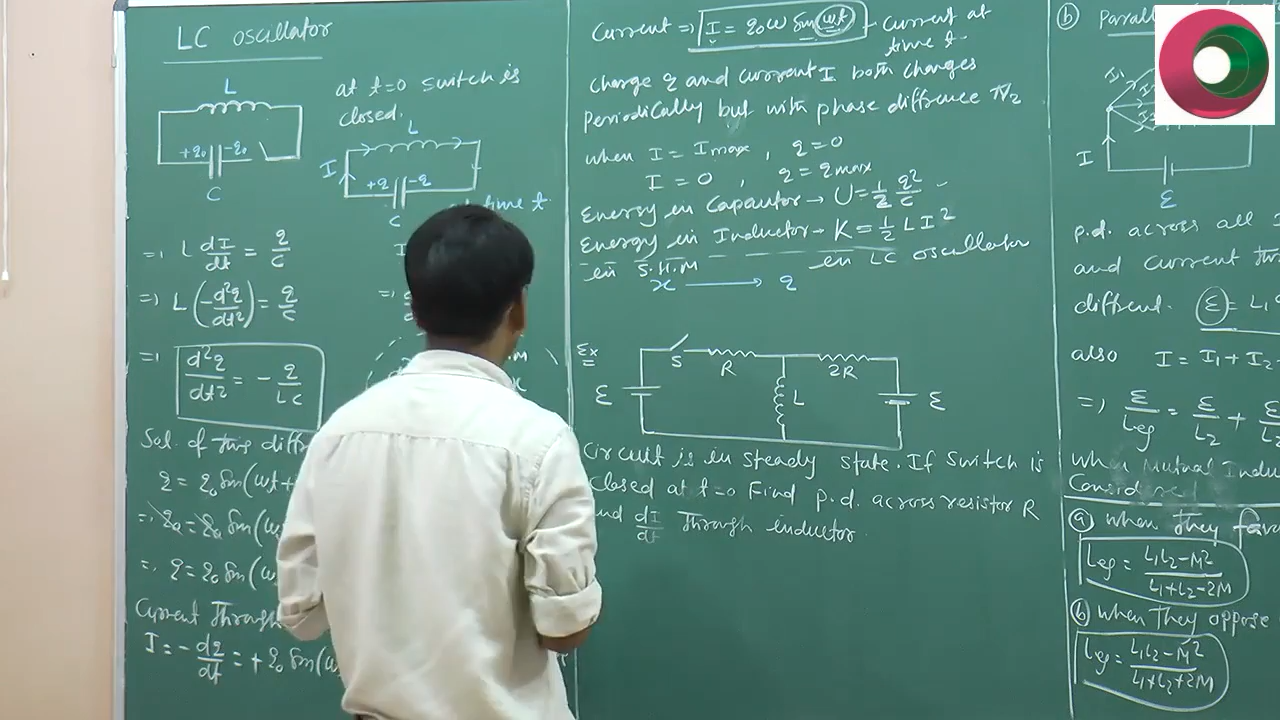 LC oscillator
L
+q₀ -q₀
C
at t=0 switch is
closed.
L
I
+q -q
C
time t
=> L dI/dt = q/C
=> L(-d²q/dt²) = q/C
=> d²q/dt² = - q/LC
Sol. of this diff
q = q₀ Sin(ωt+
=> q₀ = q₀ Sin(ω
=> q = q₀ Sin(ω
Current Through
I = - dq/dt = + q₀ Sin(ω
Current => I = q₀ω Sin(ωt) - Current at
time t.
Charge q and current I both changes
Periodically but with phase difference π/2
when I = Imax , q = 0
I = 0 , q = qmax
Energy in Capacitor → U = 1/2 q²/C
Energy in Inductor → K = 1/2 LI²
in S.H.M in LC oscillator
x → q
Ex
S R 2R
ε L ε
Circuit is in steady state. If Switch is
Closed at t=0 Find p.d. across resistor R
and dI/dt Through inductor.
(b)
I
ε
p.d. across all
and current
different. ε = L₁
also I = I₁ + I₂
=> ε/Leq = ε/L₂ +
when Mutual Indu
Considered
(a) when they favo
Leq = L₁L₂-M²/L₁+L₂-2M
(b) when They oppose
Leq = L₁L₂-M²/L₁+L₂+2M